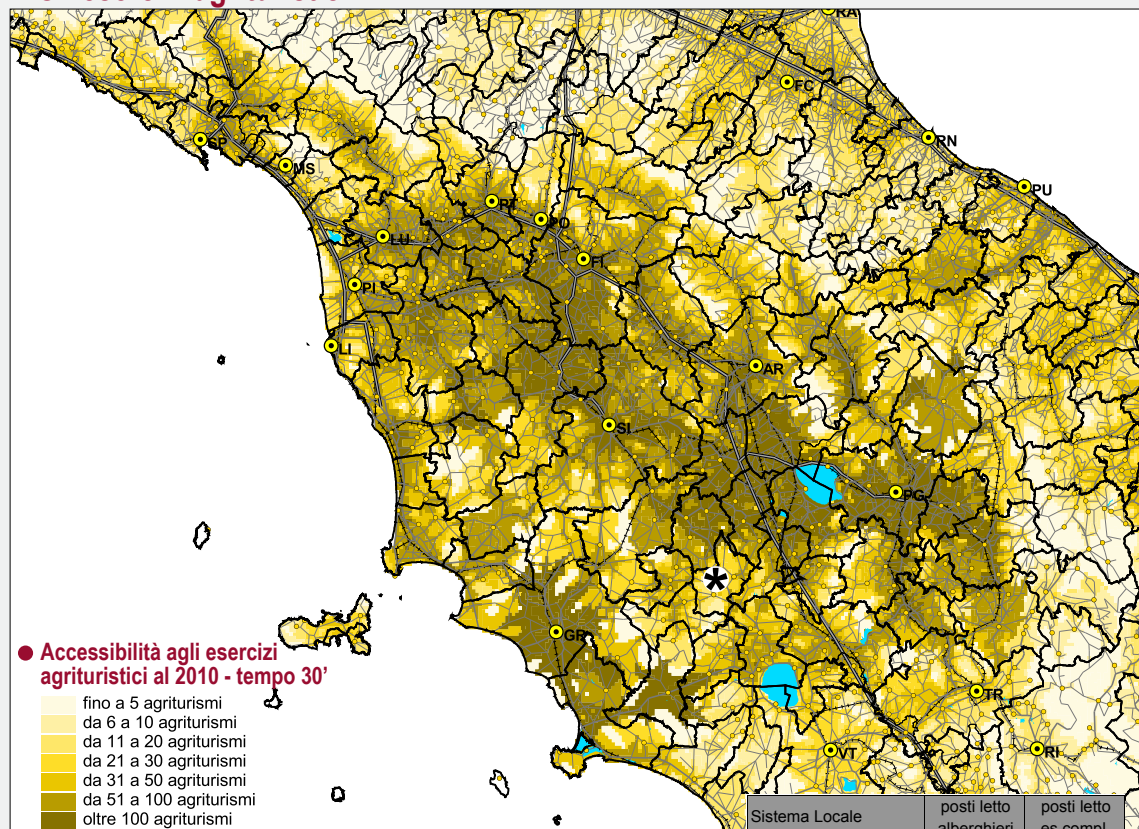 RA
FC
RN
SP
MS
PU
PT
PO
LU
FI
PI
LI
AR
SI
PG
*
GR
● Accessibilità agli esercizi
agrituristici al 2010 - tempo 30’
fino a 5 agriturismi
da 6 a 10 agriturismi
da 11 a 20 agriturismi
da 21 a 30 agriturismi
da 31 a 50 agriturismi
da 51 a 100 agriturismi
oltre 100 agriturismi
TR
VT
RI
Sistema Locale posti letto posti letto
alberghieri es.compl.